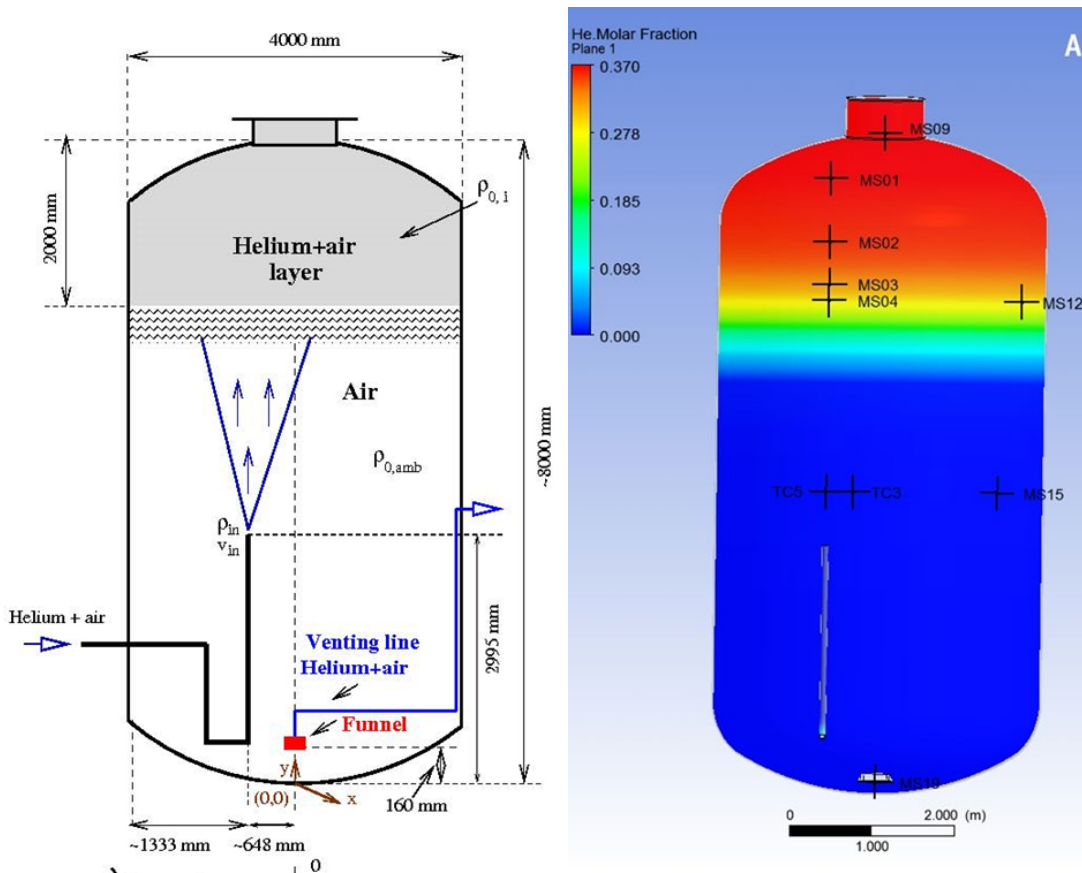 4000 mm
2000 mm
ρ0, i
Helium+air
layer
Air
ρ0,amb
~8000 mm
ρin
vin
Helium + air
2995 mm
Venting line
Helium+air
Funnel
y
(0,0)
x
160 mm
~1333 mm
~648 mm
0
He.Molar Fraction
Plane 1
0.370
0.278
0.185
0.093
0.000
A
MS09
MS01
MS02
MS03
MS04
MS12
TC5
TC3
MS15
MS19
0
2.000 (m)
1.000